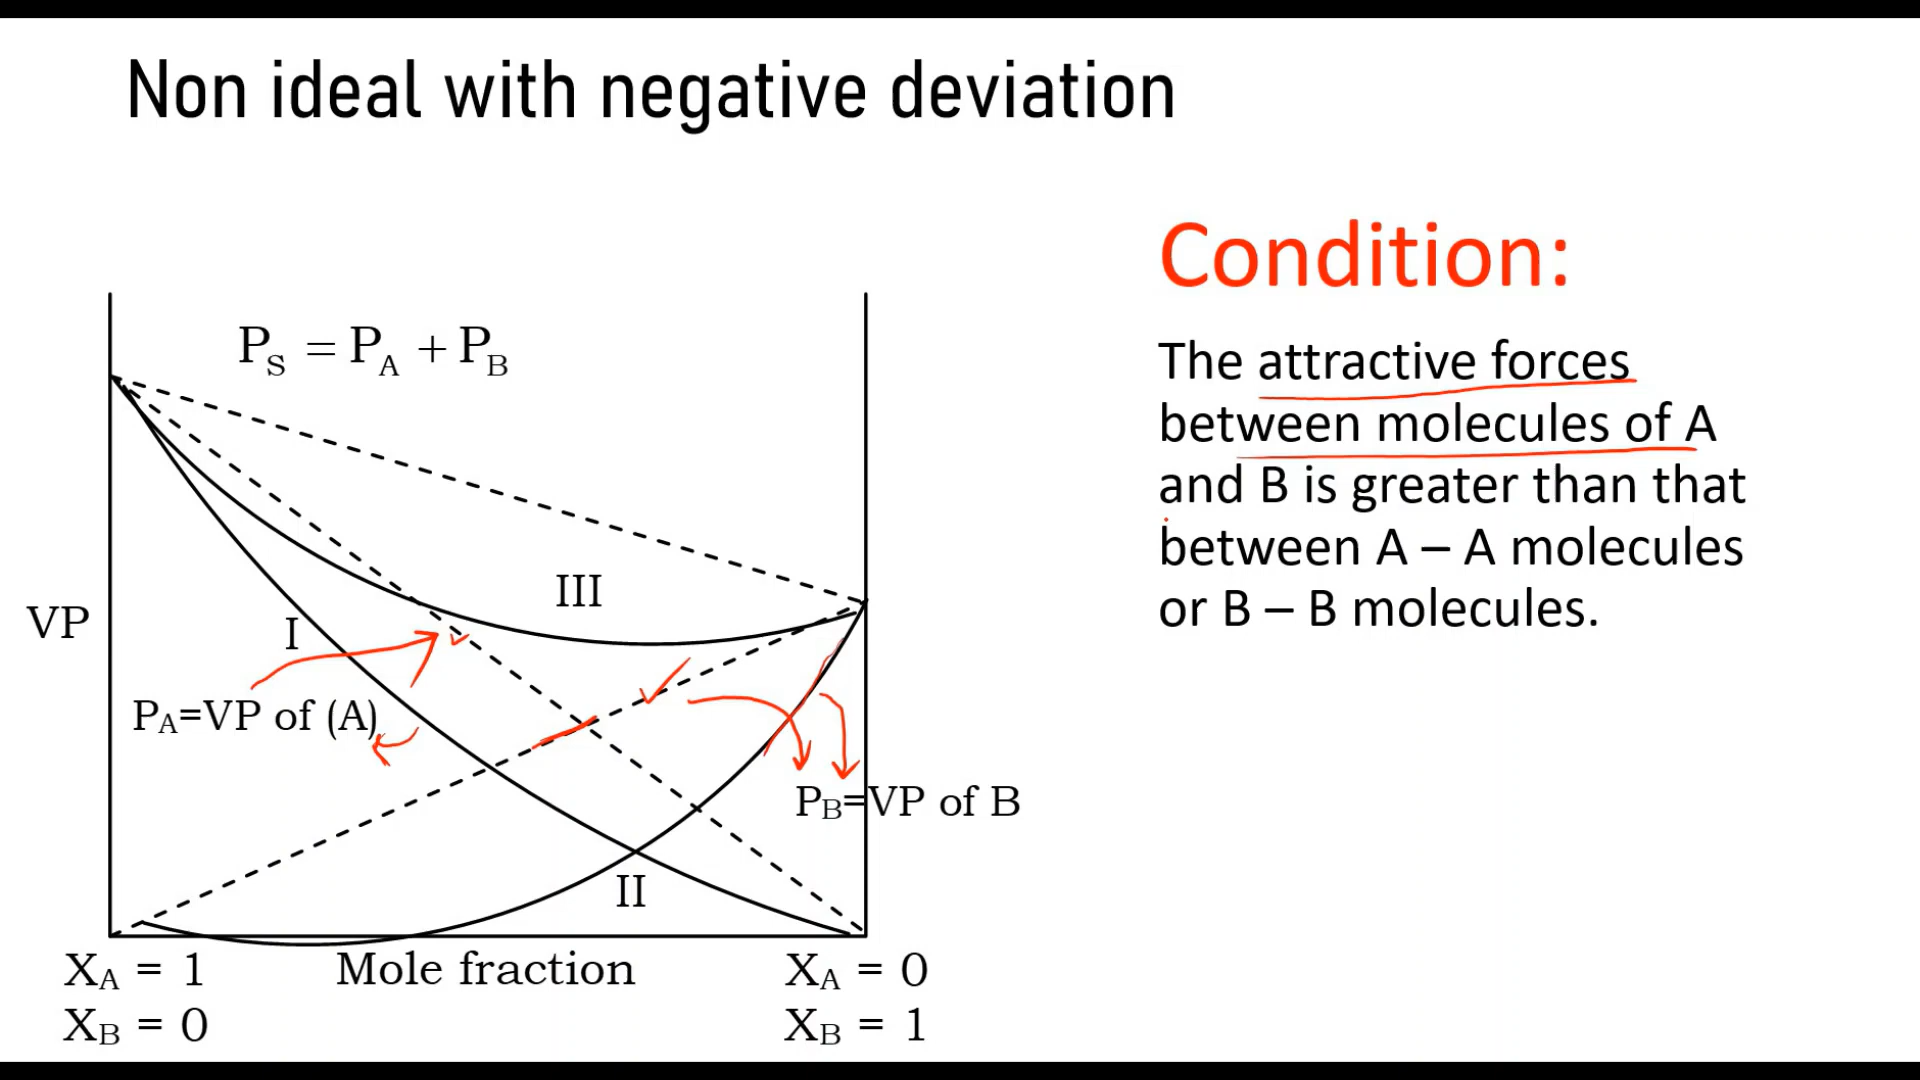 Non ideal with negative deviation
Condition:
The attractive forces
between molecules of A
and B is greater than that
between A – A molecules
or B – B molecules.
P_S = P_A + P_B
III
VP
I
P_A=VP of (A)
P_B=VP of B
II
X_A = 1
Mole fraction
X_A = 0
X_B = 0
X_B = 1